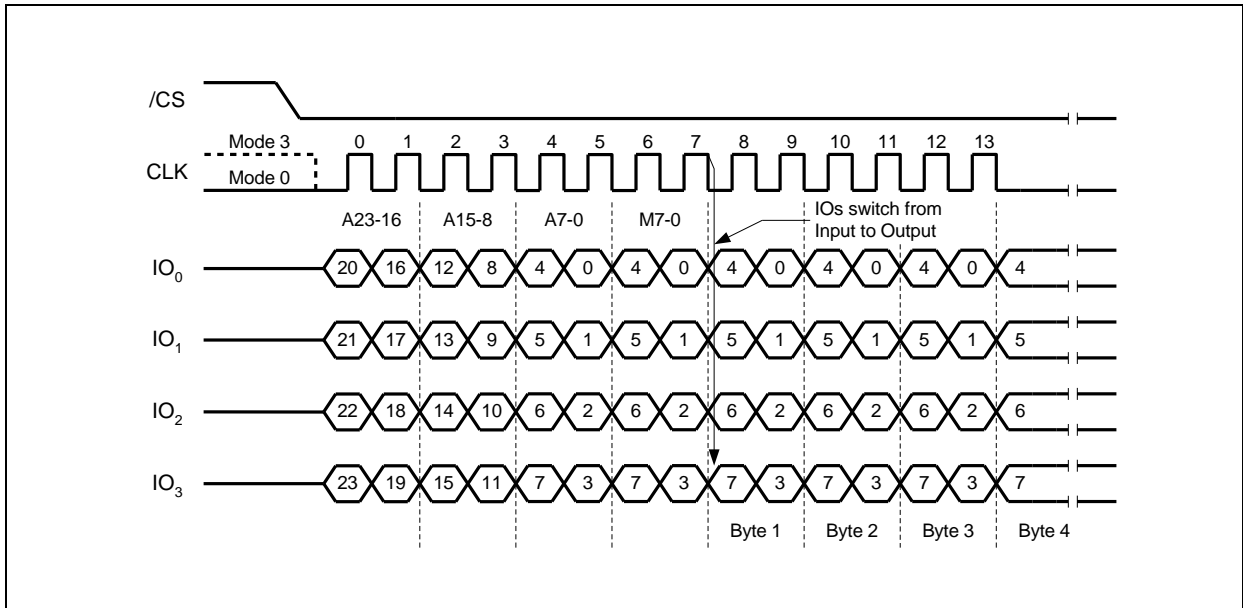 /CS
Mode 3
0 1 2 3 4 5 6 7 8 9 10 11 12 13
CLK
Mode 0
IOs switch from
Input to Output
A23-16 A15-8 A7-0 M7-0
IO0 20 16 12 8 4 0 4 0 4 0 4 0 4 0 4
IO1 21 17 13 9 5 1 5 1 5 1 5 1 5 1 5
IO2 22 18 14 10 6 2 6 2 6 2 6 2 6 2 6
IO3 23 19 15 11 7 3 7 3 7 3 7 3 7 3 7
Byte 1 Byte 2 Byte 3 Byte 4